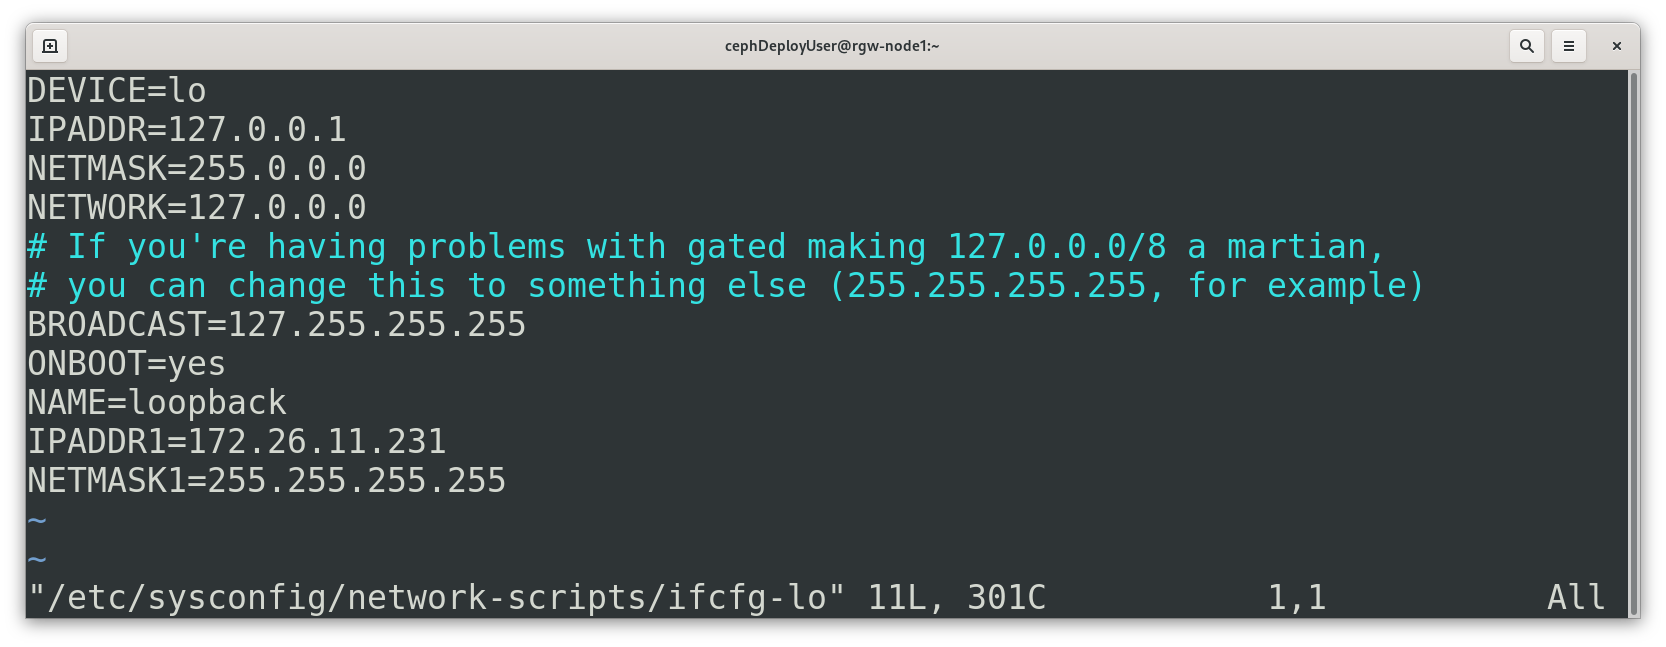 cephDeployUser@rgw-node1:~
DEVICE=lo
IPADDR=127.0.0.1
NETMASK=255.0.0.0
NETWORK=127.0.0.0
# If you're having problems with gated making 127.0.0.0/8 a martian,
# you can change this to something else (255.255.255.255, for example)
BROADCAST=127.255.255.255
ONBOOT=yes
NAME=loopback
IPADDR1=172.26.11.231
NETMASK1=255.255.255.255
~
~
"/etc/sysconfig/network-scripts/ifcfg-lo" 11L, 301C 1,1 All